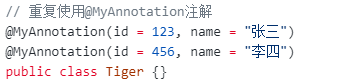 // 重复使用@MyAnnotation注解
@MyAnnotation(id = 123, name = "张三")
@MyAnnotation(id = 456, name = "李四")
public class Tiger {}